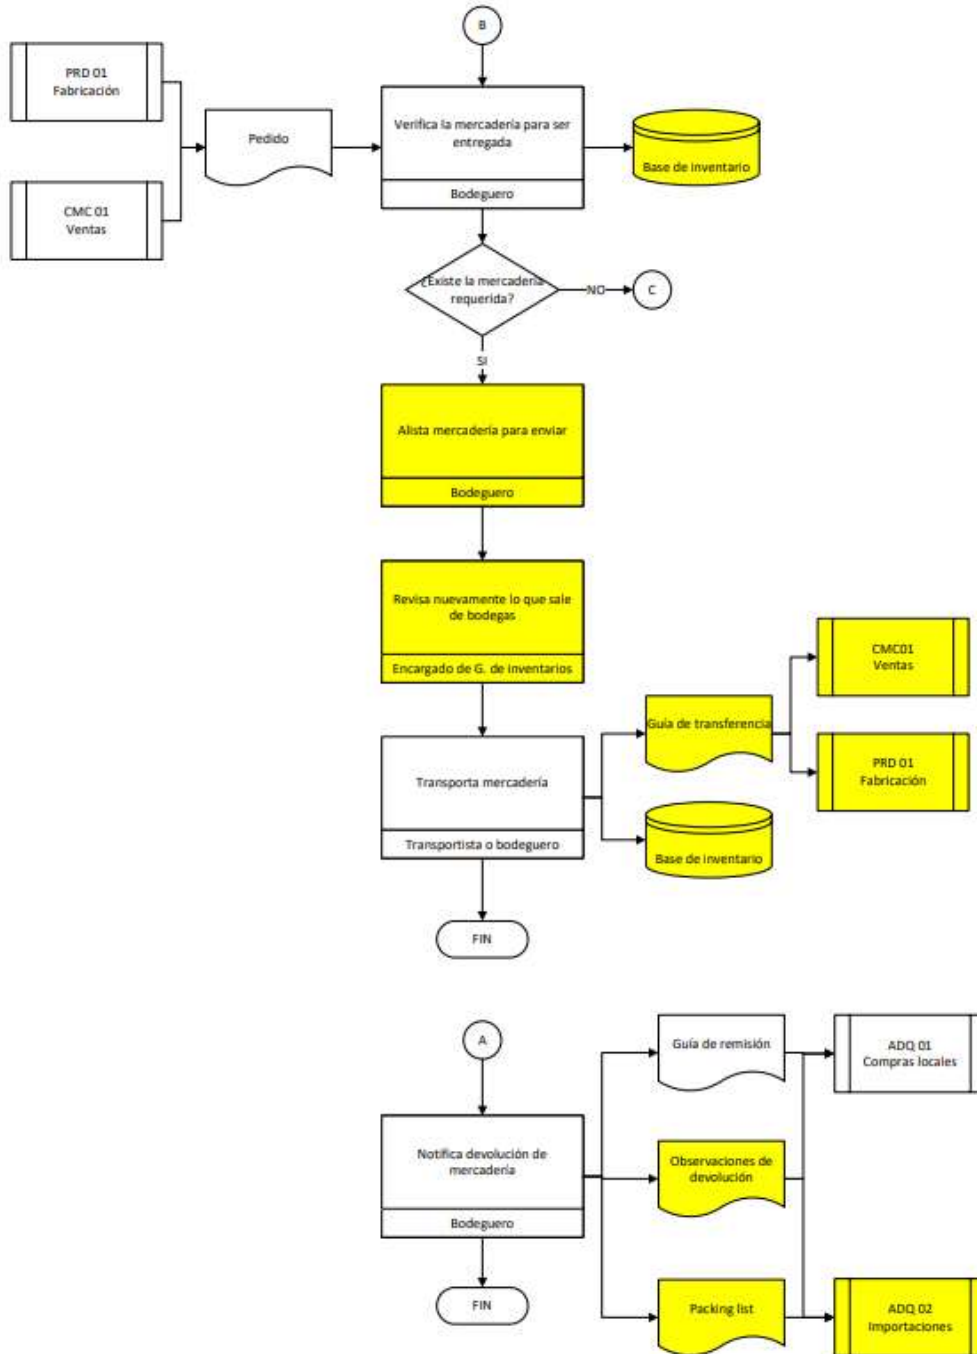 B
PRD 01
Fabricación
Pedido
Verifica la mercadería para ser
entregada
Bodeguero
Base de inventario
CMC 01
Ventas
¿Existe la mercadería
requerida?
NO
C
SI
Alista mercadería para enviar
Bodeguero
Revisa nuevamente lo que sale
de bodegas
Encargado de G. de inventarios
CMC01
Ventas
Guía de transferencia
PRD 01
Fabricación
Transporta mercadería
Transportista o bodeguero
Base de inventario
FIN
A
Guía de remisión
ADQ 01
Compras locales
Notifica devolución de
mercadería
Bodeguero
Observaciones de
devolución
FIN
Packing list
ADQ 02
Importaciones